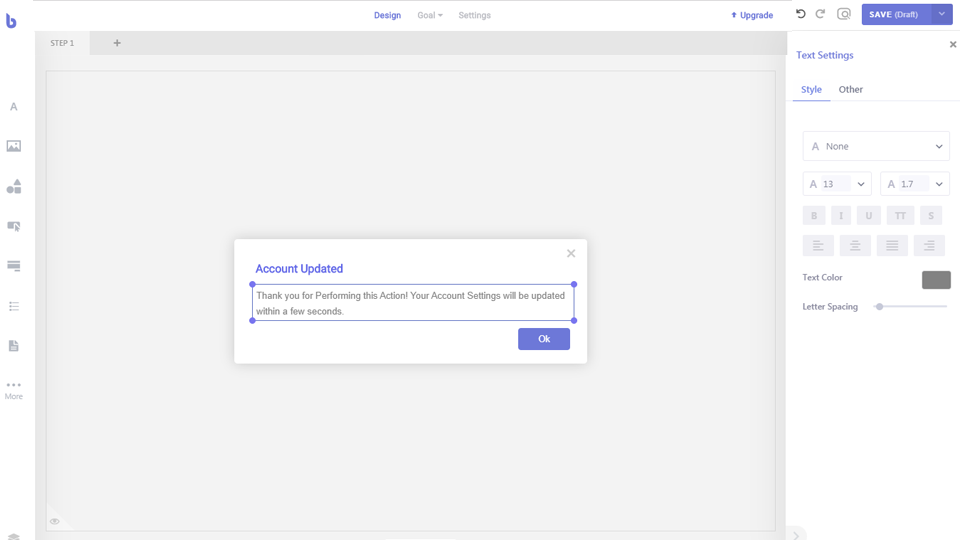 Design
Goal
Settings
Upgrade
SAVE (Draft)
STEP 1
+
Text Settings
Style
Other
A None
A 13
A 1.7
B I U TT S
Text Color
Letter Spacing
A
More
Account Updated
Thank you for Performing this Action! Your Account Settings will be updated
within a few seconds.
Ok